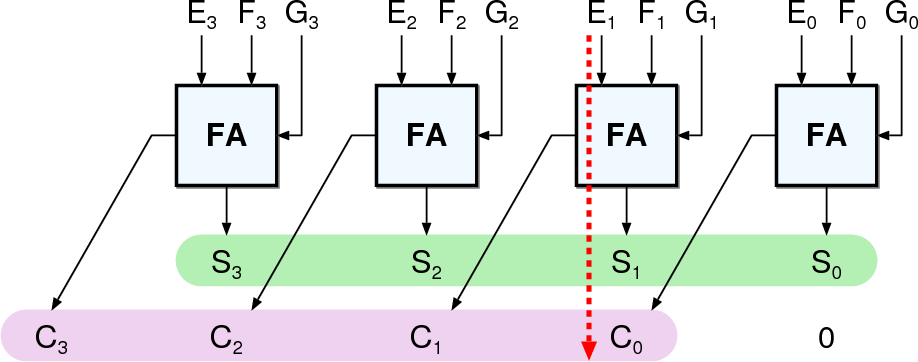 E₃ F₃ G₃ E₂ F₂ G₂ E₁ F₁ G₁ E₀ F₀ G₀
FA FA FA FA
S₃ S₂ S₁ S₀
C₃ C₂ C₁ C₀ 0